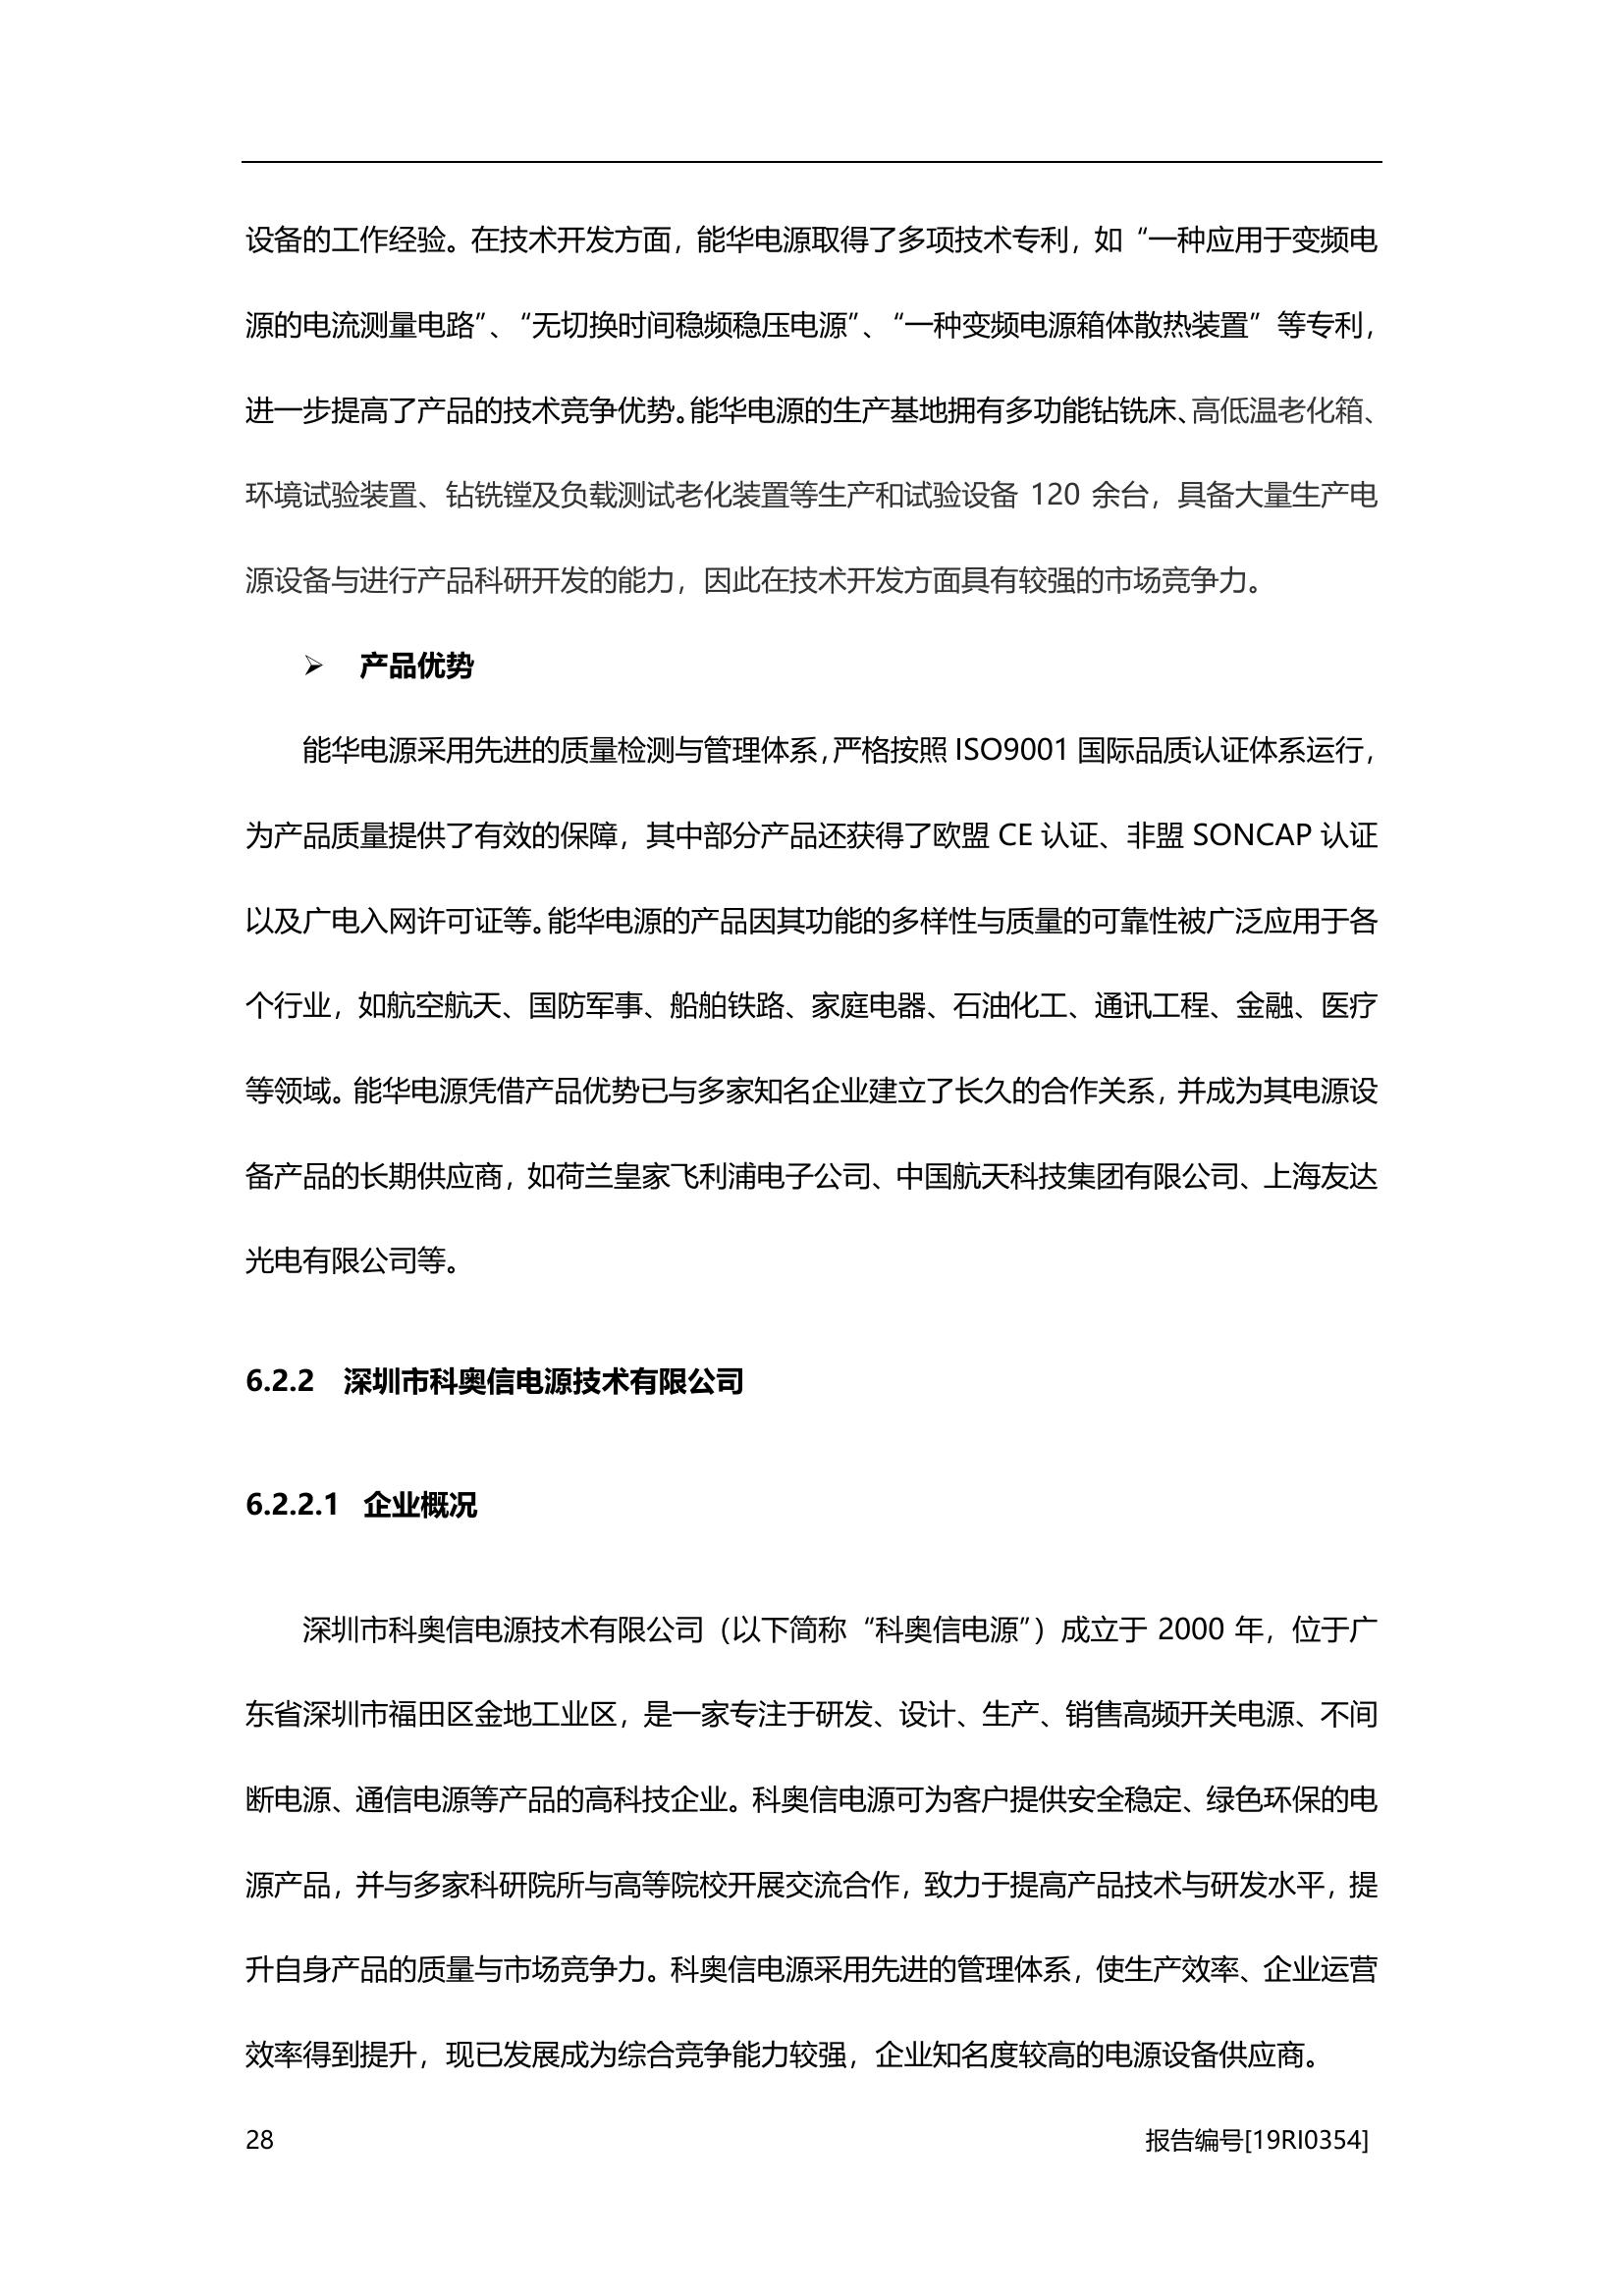 设备的工作经验。在技术开发方面，能华电源取得了多项技术专利，如“一种应用于变频电
源的电流测量电路”、“无切换时间稳频稳压电源”、“一种变频电源箱体散热装置”等专利，
进一步提高了产品的技术竞争优势。能华电源的生产基地拥有多功能钻铣床、高低温老化箱、
环境试验装置、钻铣镗及负载测试老化装置等生产和试验设备 120 余台，具备大量生产电
源设备与进行产品科研开发的能力，因此在技术开发方面具有较强的市场竞争力。
➢ 产品优势
能华电源采用先进的质量检测与管理体系，严格按照 ISO9001 国际品质认证体系运行，
为产品质量提供了有效的保障，其中部分产品还获得了欧盟 CE 认证、非盟 SONCAP 认证
以及广电入网许可证等。能华电源的产品因其功能的多样性与质量的可靠性被广泛应用于各
个行业，如航空航天、国防军事、船舶铁路、家庭电器、石油化工、通讯工程、金融、医疗
等领域。能华电源凭借产品优势已与多家知名企业建立了长久的合作关系，并成为其电源设
备产品的长期供应商，如荷兰皇家飞利浦电子公司、中国航天科技集团有限公司、上海友达
光电有限公司等。
6.2.2 深圳市科奥信电源技术有限公司
6.2.2.1 企业概况
深圳市科奥信电源技术有限公司（以下简称“科奥信电源”）成立于 2000 年，位于广
东省深圳市福田区金地工业区，是一家专注于研发、设计、生产、销售高频开关电源、不间
断电源、通信电源等产品的高科技企业。科奥信电源可为客户提供安全稳定、绿色环保的电
源产品，并与多家科研院所与高等院校开展交流合作，致力于提高产品技术与研发水平，提
升自身产品的质量与市场竞争力。科奥信电源采用先进的管理体系，使生产效率、企业运营
效率得到提升，现已发展成为综合竞争能力较强，企业知名度较高的电源设备供应商。
28 报告编号[19RI0354]